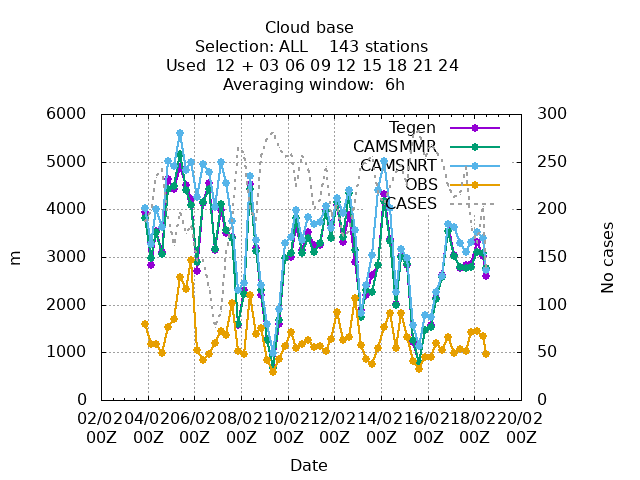 Cloud base
Selection: ALL    143 stations
Used  12 + 03 06 09 12 15 18 21 24
Averaging window:  6h
6000
5000
4000
3000
2000
1000
0
300
250
200
150
100
50
0
m
No cases
Tegen
CAMSMMR
CAMSNRT
OBS
CASES
02/02 04/02 06/02 08/02 10/02 12/02 14/02 16/02 18/02 20/02
00Z 00Z 00Z 00Z 00Z 00Z 00Z 00Z 00Z 00Z
Date